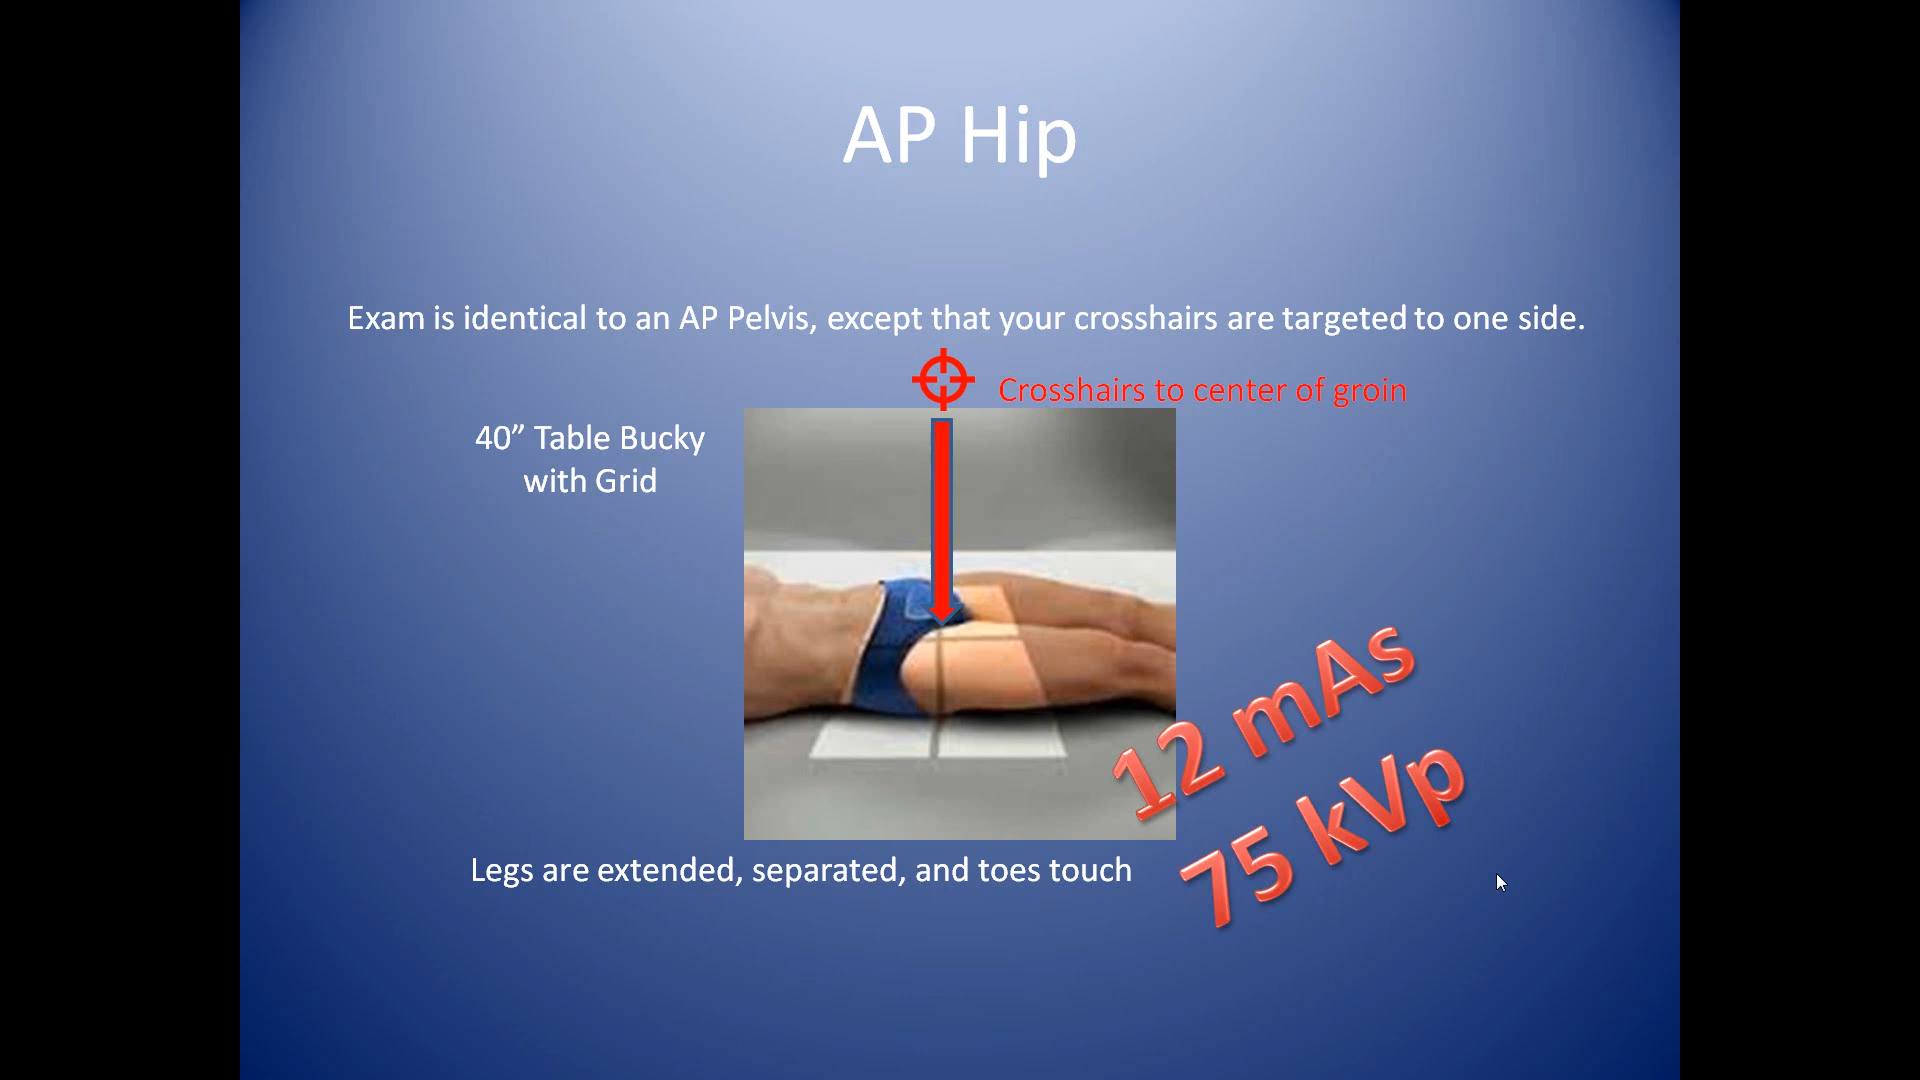 AP Hip
Exam is identical to an AP Pelvis, except that your crosshairs are targeted to one side.
Crosshairs to center of groin
40” Table Bucky
with Grid
12 mAs
75 kVp
Legs are extended, separated, and toes touch